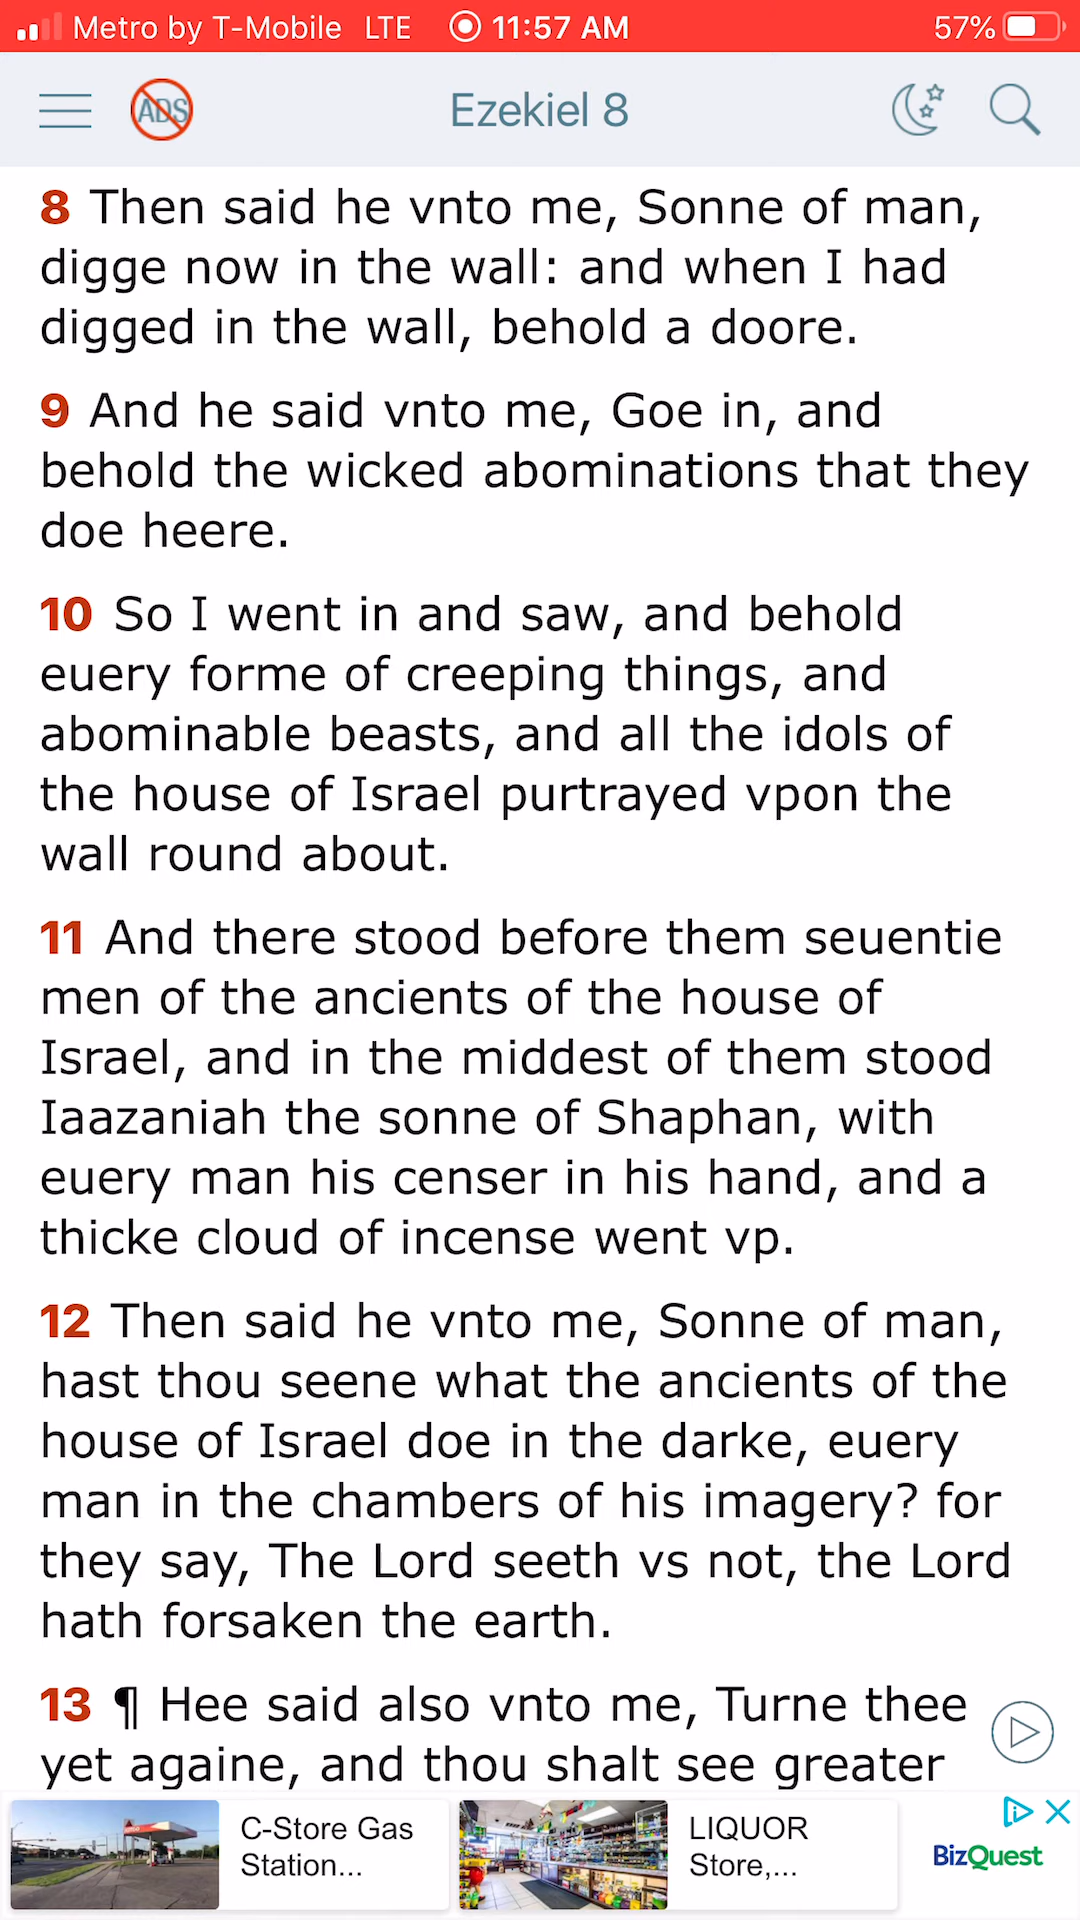 Metro by T-Mobile LTE 11:57 AM 57%
ADS Ezekiel 8
8 Then said he vnto me, Sonne of man,
digge now in the wall: and when I had
digged in the wall, behold a doore.
9 And he said vnto me, Goe in, and
behold the wicked abominations that they
doe heere.
10 So I went in and saw, and behold
euery forme of creeping things, and
abominable beasts, and all the idols of
the house of Israel purtrayed vpon the
wall round about.
11 And there stood before them seuentie
men of the ancients of the house of
Israel, and in the middest of them stood
Iaazaniah the sonne of Shaphan, with
euery man his censer in his hand, and a
thicke cloud of incense went vp.
12 Then said he vnto me, Sonne of man,
hast thou seene what the ancients of the
house of Israel doe in the darke, euery
man in the chambers of his imagery? for
they say, The Lord seeth vs not, the Lord
hath forsaken the earth.
13 ¶ Hee said also vnto me, Turne thee
yet againe, and thou shalt see greater
C-Store Gas
Station...
LIQUOR
Store,...
BizQuest